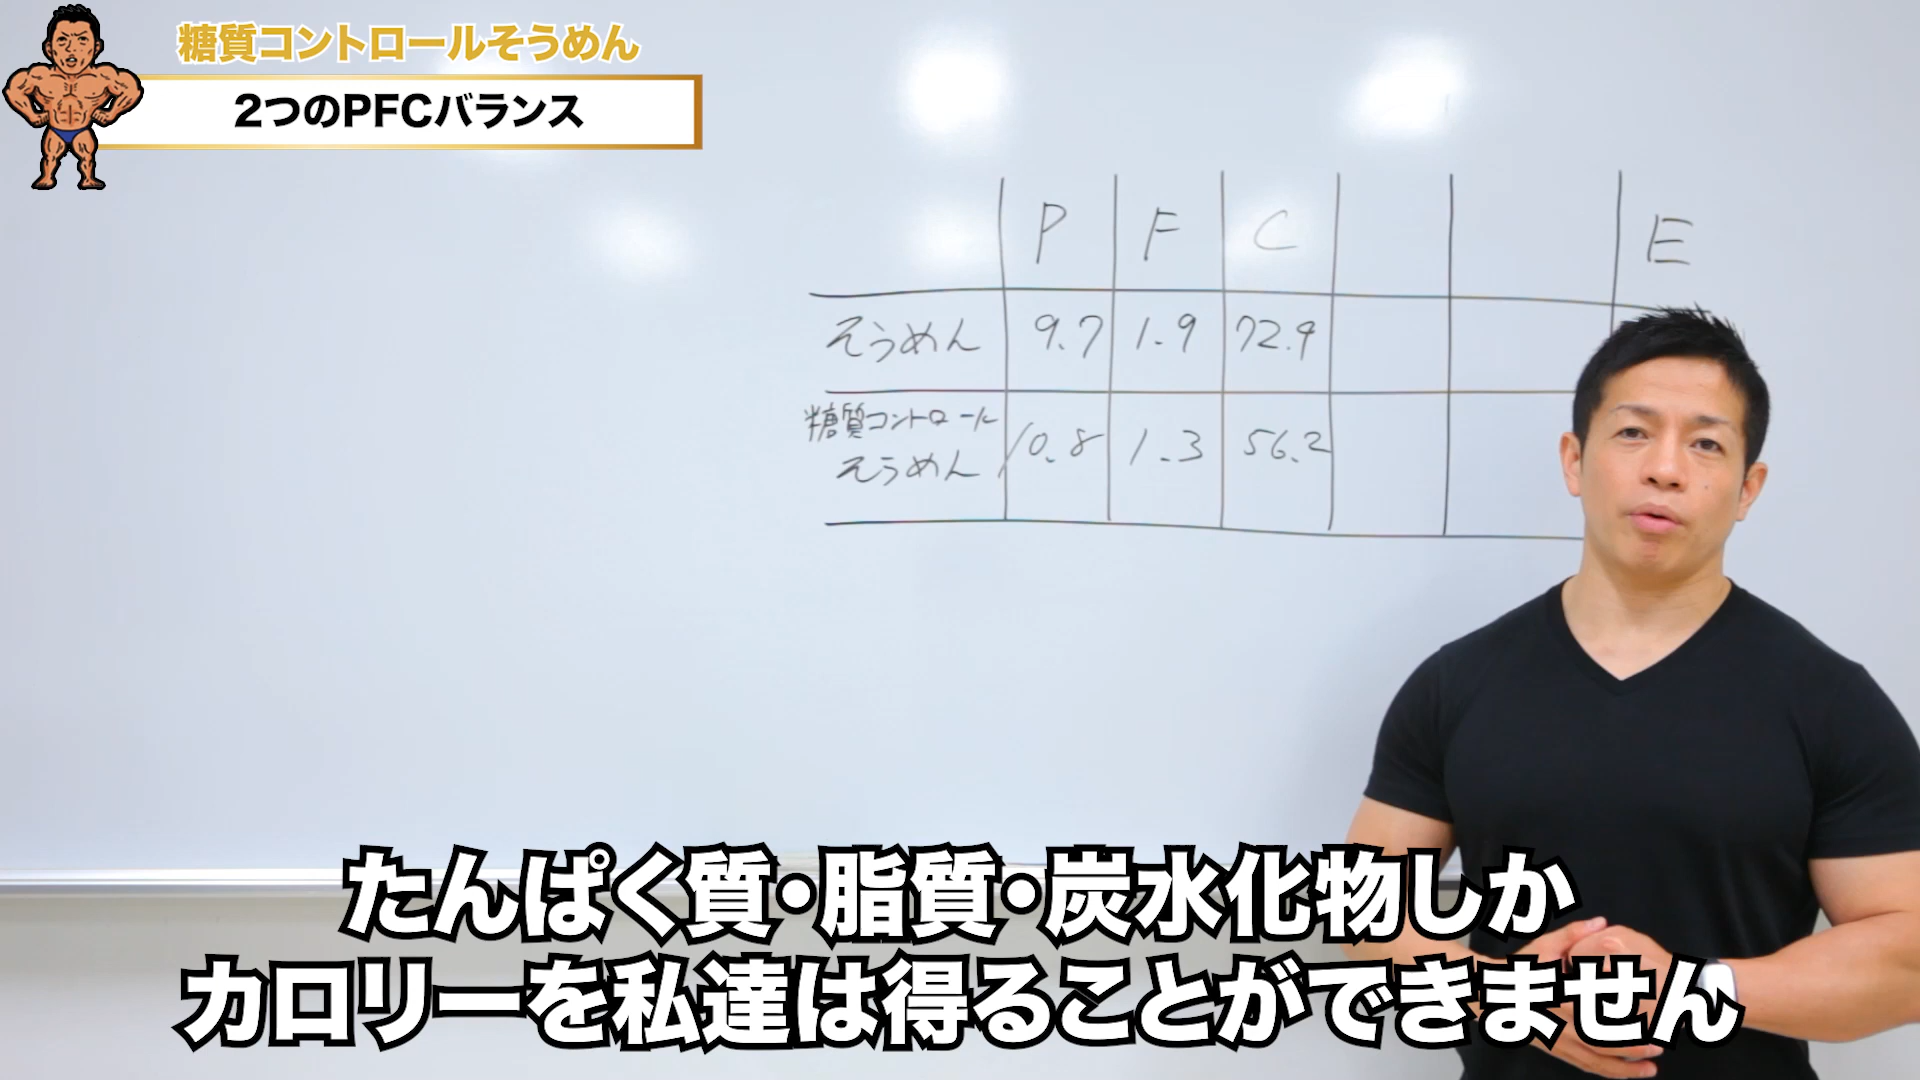 糖質コントロールそうめん
2つのPFCバランス
P F C E
そうめん 9.7 1.9 72.9
糖質コントロール
そうめん 10.8 1.3 56.2
たんぱく質・脂質・炭水化物しか
カロリーを私達は得ることができません